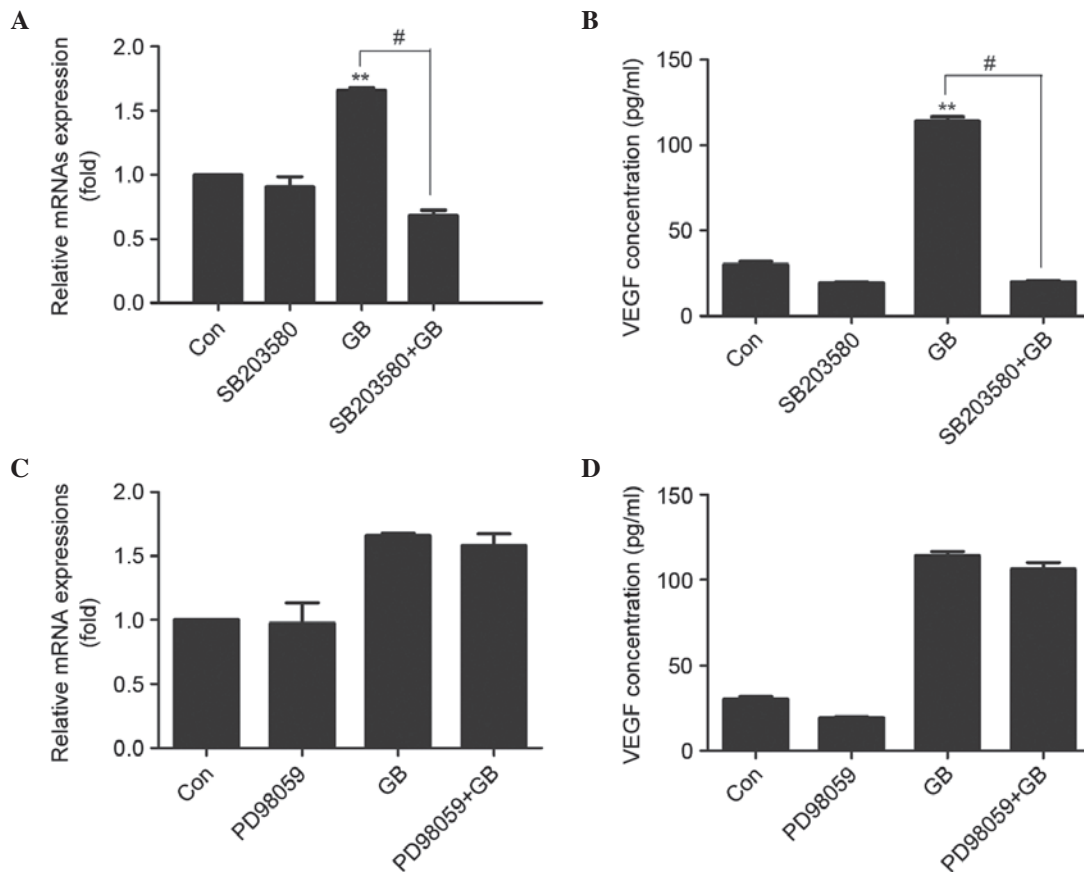 A
Relative mRNAs expression
(fold)
2.0
1.5
1.0
0.5
0.0
#
**
Con
SB203580
GB
SB203580+GB
B
VEGF concentration (pg/ml)
150
100
50
0
#
**
Con
SB203580
GB
SB203580+GB
C
Relative mRNA expressions
(fold)
2.0
1.5
1.0
0.5
0.0
Con
PD98059
GB
PD98059+GB
D
VEGF concentration (pg/ml)
150
100
50
0
Con
PD98059
GB
PD98059+GB